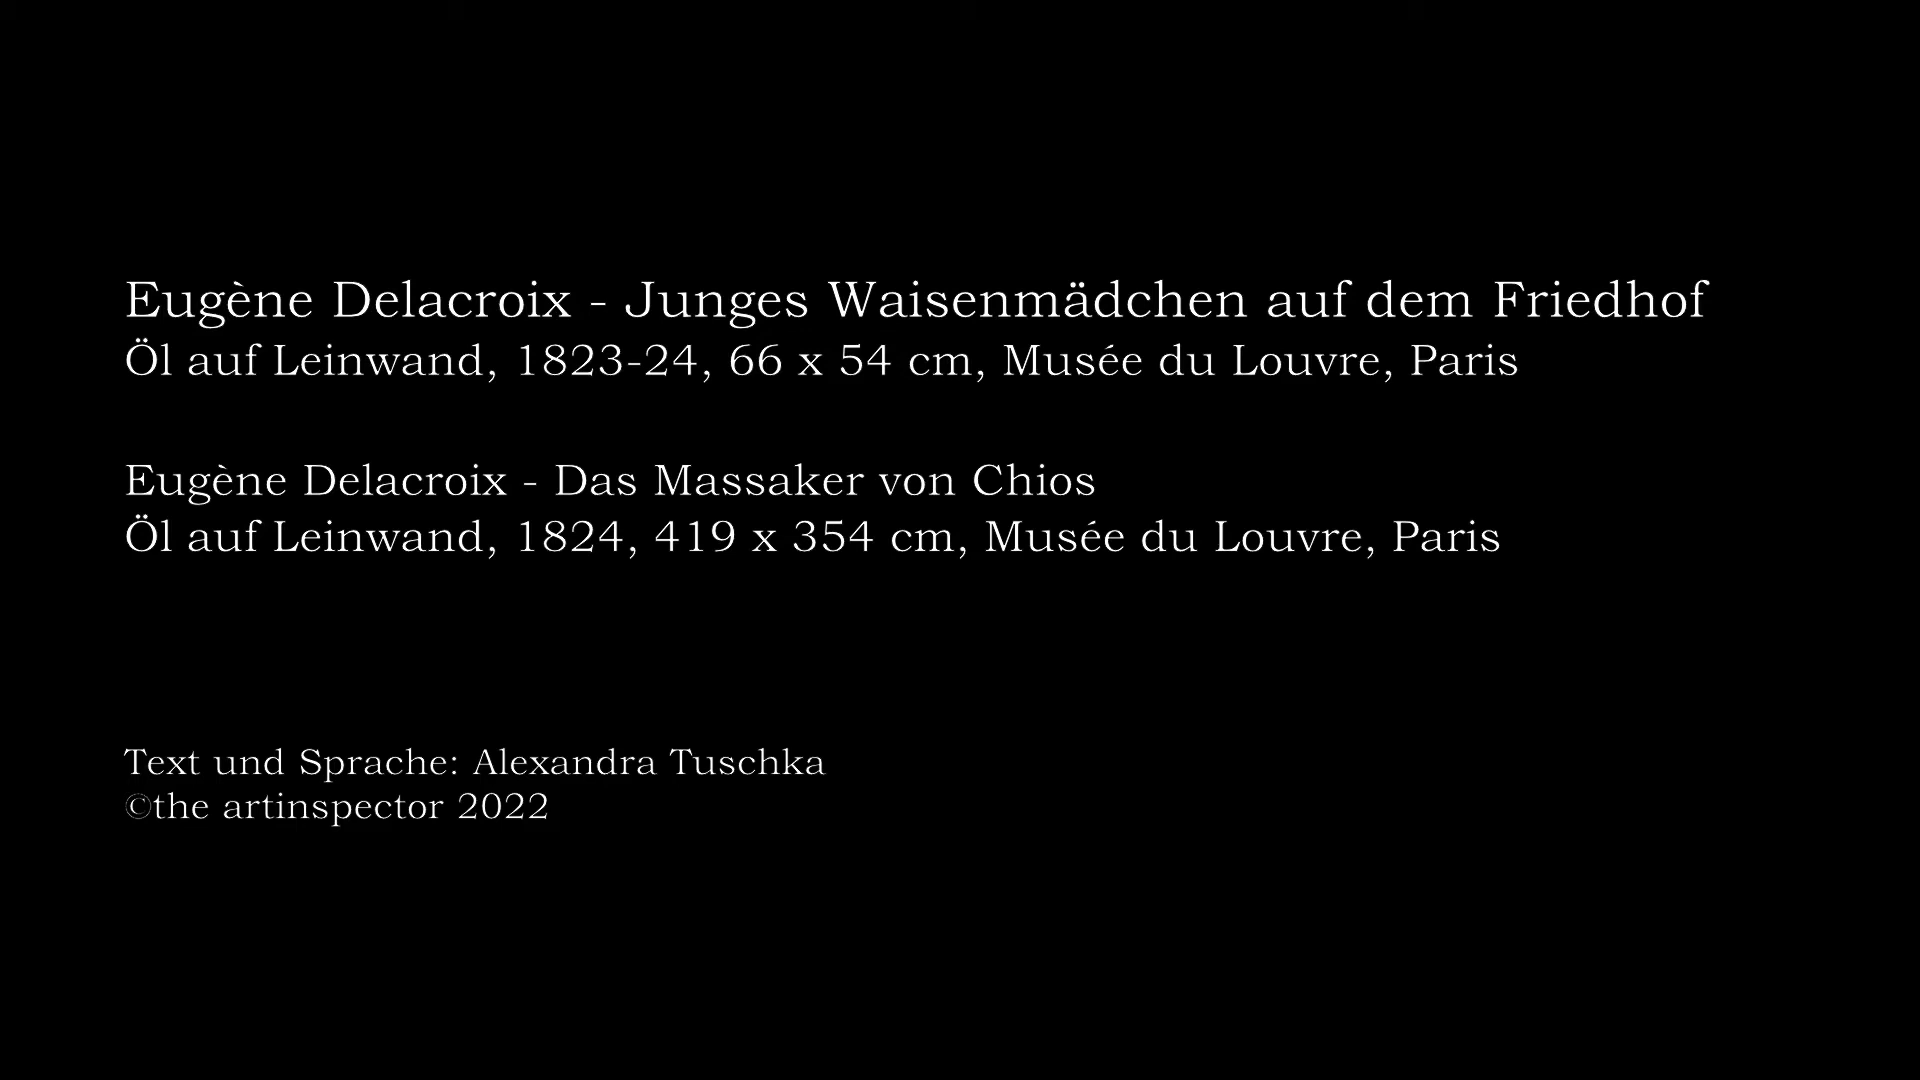 Eugène Delacroix - Junges Waisenmädchen auf dem Friedhof
Öl auf Leinwand, 1823-24, 66 x 54 cm, Musée du Louvre, Paris
Eugène Delacroix - Das Massaker von Chios
Öl auf Leinwand, 1824, 419 x 354 cm, Musée du Louvre, Paris
Text und Sprache: Alexandra Tuschka
©the artinspector 2022